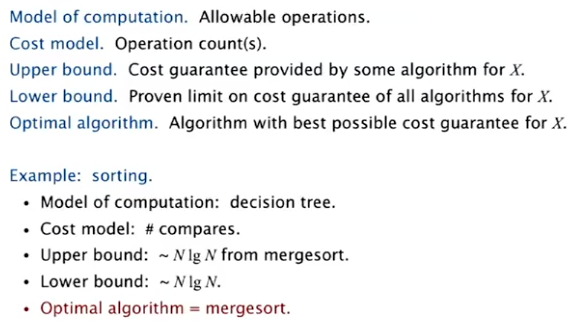 Model of computation. Allowable operations.
Cost model. Operation count(s).
Upper bound. Cost guarantee provided by some algorithm for X.
Lower bound. Proven limit on cost guarantee of all algorithms for X.
Optimal algorithm. Algorithm with best possible cost guarantee for X.
Example: sorting.
• Model of computation: decision tree.
• Cost model: # compares.
• Upper bound: ~ N lg N from mergesort.
• Lower bound: ~ N lg N.
• Optimal algorithm = mergesort.